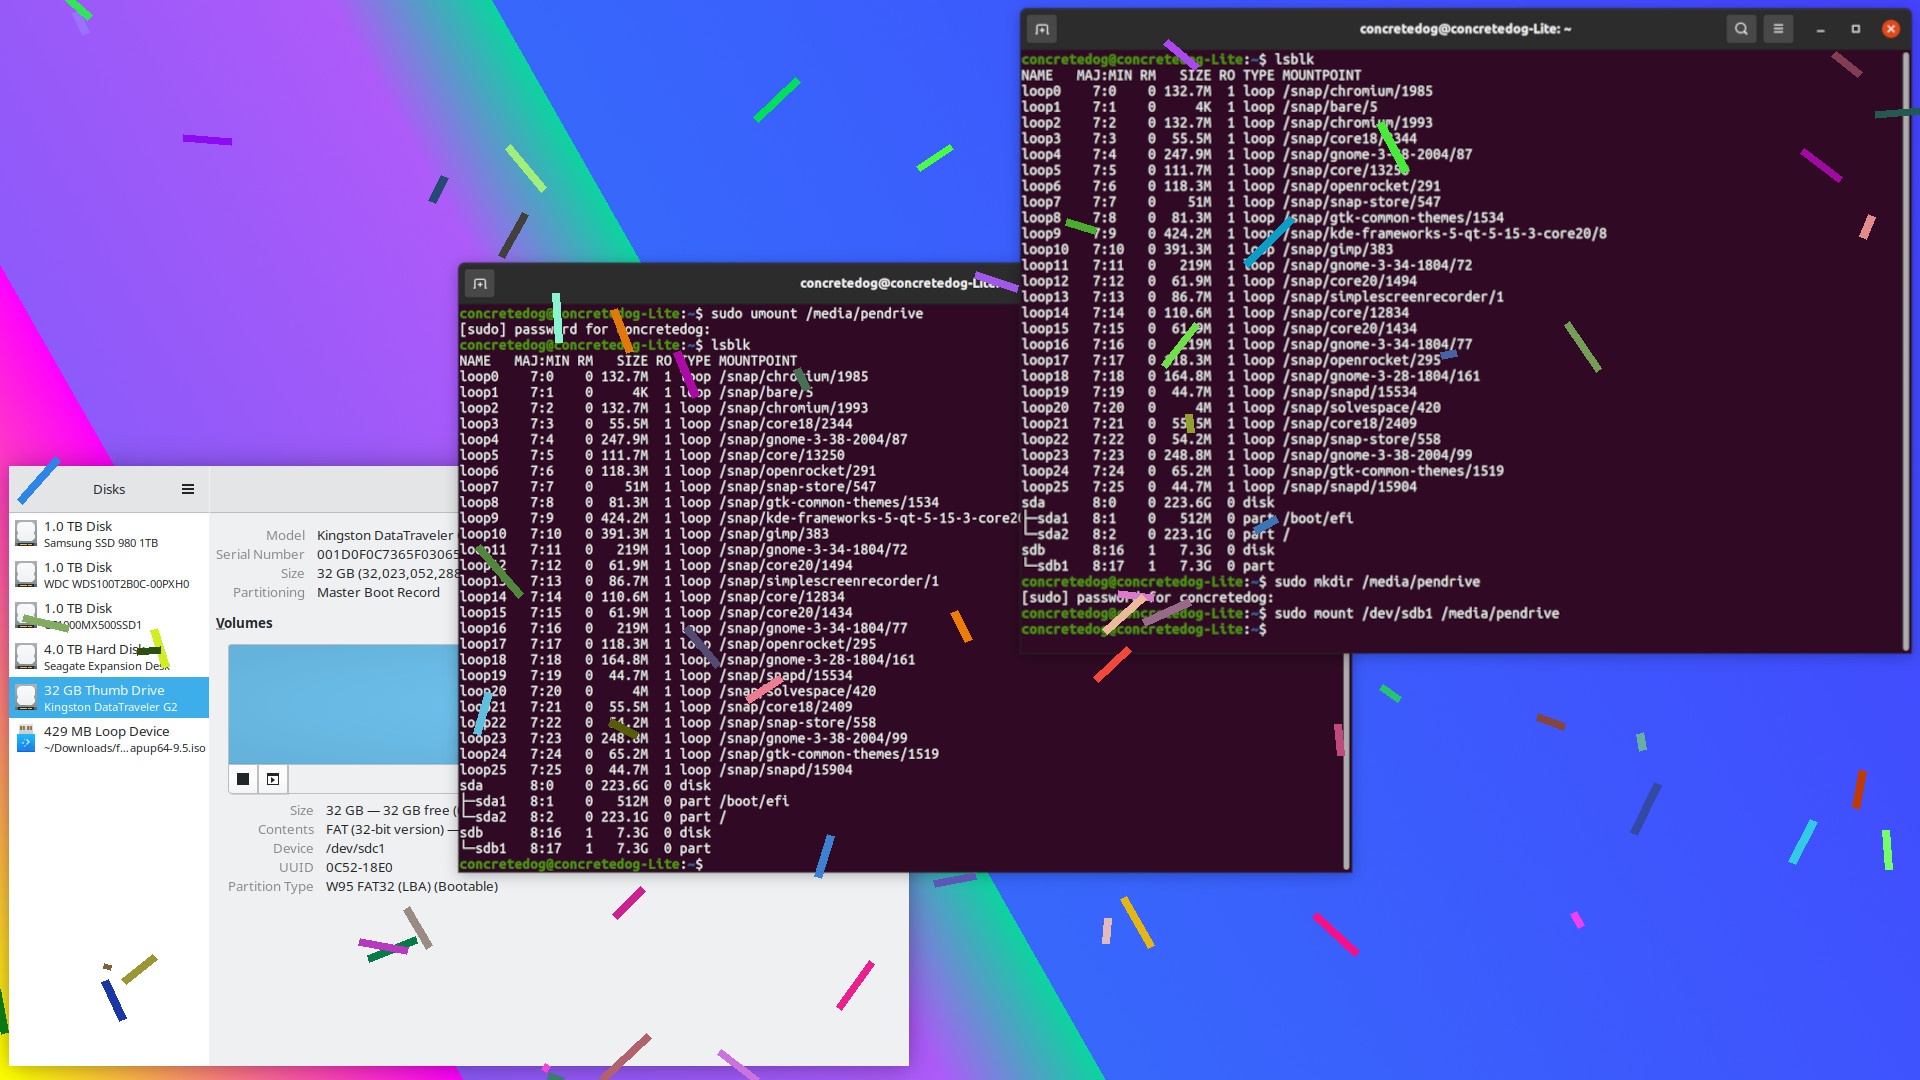 Disks
1.0 TB Disk
Samsung SSD 980 1TB
1.0 TB Disk
WDC WDS100T2B0C-00PXH0
1.0 TB Disk
4.0 TB Hard Disk
Seagate Expansion Desk
32 GB Thumb Drive
Kingston DataTraveler G2
429 MB Loop Device
~/Downloads/f...apup64-9.5.iso
Model Kingston DataTraveler
Serial Number 001D0F0C7365F03065
Size 32 GB (32,023,052,288
Partitioning Master Boot Record
Volumes
Size 32 GB — 32 GB free (
Contents FAT (32-bit version) —
Device /dev/sdc1
UUID 0C52-18E0
Partition Type W95 FAT32 (LBA) (Bootable)
concretedog@concretedog-Lite:
concretedog@concretedog-Lite:~$ sudo umount /media/pendrive
[sudo] password for concretedog:
concretedog@concretedog-Lite:~$ lsblk
NAME MAJ:MIN RM SIZE RO TYPE MOUNTPOINT
loop0 7:0 0 132.7M 1 loop /snap/chromium/1985
loop1 7:1 0 4K 1 loop /snap/bare/5
loop2 7:2 0 132.7M 1 loop /snap/chromium/1993
loop3 7:3 0 55.5M 1 loop /snap/core18/2344
loop4 7:4 0 247.9M 1 loop /snap/gnome-3-38-2004/87
loop5 7:5 0 111.7M 1 loop /snap/core/13250
loop6 7:6 0 118.3M 1 loop /snap/openrocket/291
loop7 7:7 0 51M 1 loop /snap/snap-store/547
loop8 7:8 0 81.3M 1 loop /snap/gtk-common-themes/1534
loop9 7:9 0 424.2M 1 loop /snap/kde-frameworks-5-qt-5-15-3-core20
loop10 7:10 0 391.3M 1 loop /snap/gimp/383
loop11 7:11 0 219M 1 loop /snap/gnome-3-34-1804/72
loop12 7:12 0 61.9M 1 loop /snap/core20/1494
loop13 7:13 0 86.7M 1 loop /snap/simplescreenrecorder/1
loop14 7:14 0 110.6M 1 loop /snap/core/12834
loop15 7:15 0 61.9M 1 loop /snap/core20/1434
loop16 7:16 0 219M 1 loop /snap/gnome-3-34-1804/77
loop17 7:17 0 118.3M 1 loop /snap/openrocket/295
loop18 7:18 0 164.8M 1 loop /snap/gnome-3-28-1804/161
loop19 7:19 0 44.7M 1 loop /snap/snapd/15534
loop20 7:20 0 4M 1 loop /snap/solvespace/420
loop21 7:21 0 55.5M 1 loop /snap/core18/2409
loop22 7:22 0 54.2M 1 loop /snap/snap-store/558
loop23 7:23 0 248.8M 1 loop /snap/gnome-3-38-2004/99
loop24 7:24 0 65.2M 1 loop /snap/gtk-common-themes/1519
loop25 7:25 0 44.7M 1 loop /snap/snapd/15904
sda 8:0 0 223.6G 0 disk
├─sda1 8:1 0 512M 0 part /boot/efi
└─sda2 8:2 0 223.1G 0 part /
sdb 8:16 1 7.3G 0 disk
└─sdb1 8:17 1 7.3G 0 part
concretedog@concretedog-Lite:~$
concretedog@concretedog-Lite: ~
concretedog@concretedog-Lite:~$ lsblk
NAME MAJ:MIN RM SIZE RO TYPE MOUNTPOINT
loop0 7:0 0 132.7M 1 loop /snap/chromium/1985
loop1 7:1 0 4K 1 loop /snap/bare/5
loop2 7:2 0 132.7M 1 loop /snap/chromium/1993
loop3 7:3 0 55.5M 1 loop /snap/core18/2344
loop4 7:4 0 247.9M 1 loop /snap/gnome-3-38-2004/87
loop5 7:5 0 111.7M 1 loop /snap/core/13250
loop6 7:6 0 118.3M 1 loop /snap/openrocket/291
loop7 7:7 0 51M 1 loop /snap/snap-store/547
loop8 7:8 0 81.3M 1 loop /snap/gtk-common-themes/1534
loop9 7:9 0 424.2M 1 loop /snap/kde-frameworks-5-qt-5-15-3-core20/8
loop10 7:10 0 391.3M 1 loop /snap/gimp/383
loop11 7:11 0 219M 1 loop /snap/gnome-3-34-1804/72
loop12 7:12 0 61.9M 1 loop /snap/core20/1494
loop13 7:13 0 86.7M 1 loop /snap/simplescreenrecorder/1
loop14 7:14 0 110.6M 1 loop /snap/core/12834
loop15 7:15 0 61.9M 1 loop /snap/core20/1434
loop16 7:16 0 219M 1 loop /snap/gnome-3-34-1804/77
loop17 7:17 0 118.3M 1 loop /snap/openrocket/295
loop18 7:18 0 164.8M 1 loop /snap/gnome-3-28-1804/161
loop19 7:19 0 44.7M 1 loop /snap/snapd/15534
loop20 7:20 0 4M 1 loop /snap/solvespace/420
loop21 7:21 0 55.5M 1 loop /snap/core18/2409
loop22 7:22 0 54.2M 1 loop /snap/snap-store/558
loop23 7:23 0 248.8M 1 loop /snap/gnome-3-38-2004/99
loop24 7:24 0 65.2M 1 loop /snap/gtk-common-themes/1519
loop25 7:25 0 44.7M 1 loop /snap/snapd/15904
sda 8:0 0 223.6G 0 disk
├─sda1 8:1 0 512M 0 part /boot/efi
└─sda2 8:2 0 223.1G 0 part /
sdb 8:16 1 7.3G 0 disk
└─sdb1 8:17 1 7.3G 0 part
concretedog@concretedog-Lite:~$ sudo mkdir /media/pendrive
[sudo] password for concretedog:
concretedog@concretedog-Lite:~$ sudo mount /dev/sdb1 /media/pendrive
concretedog@concretedog-Lite:~$